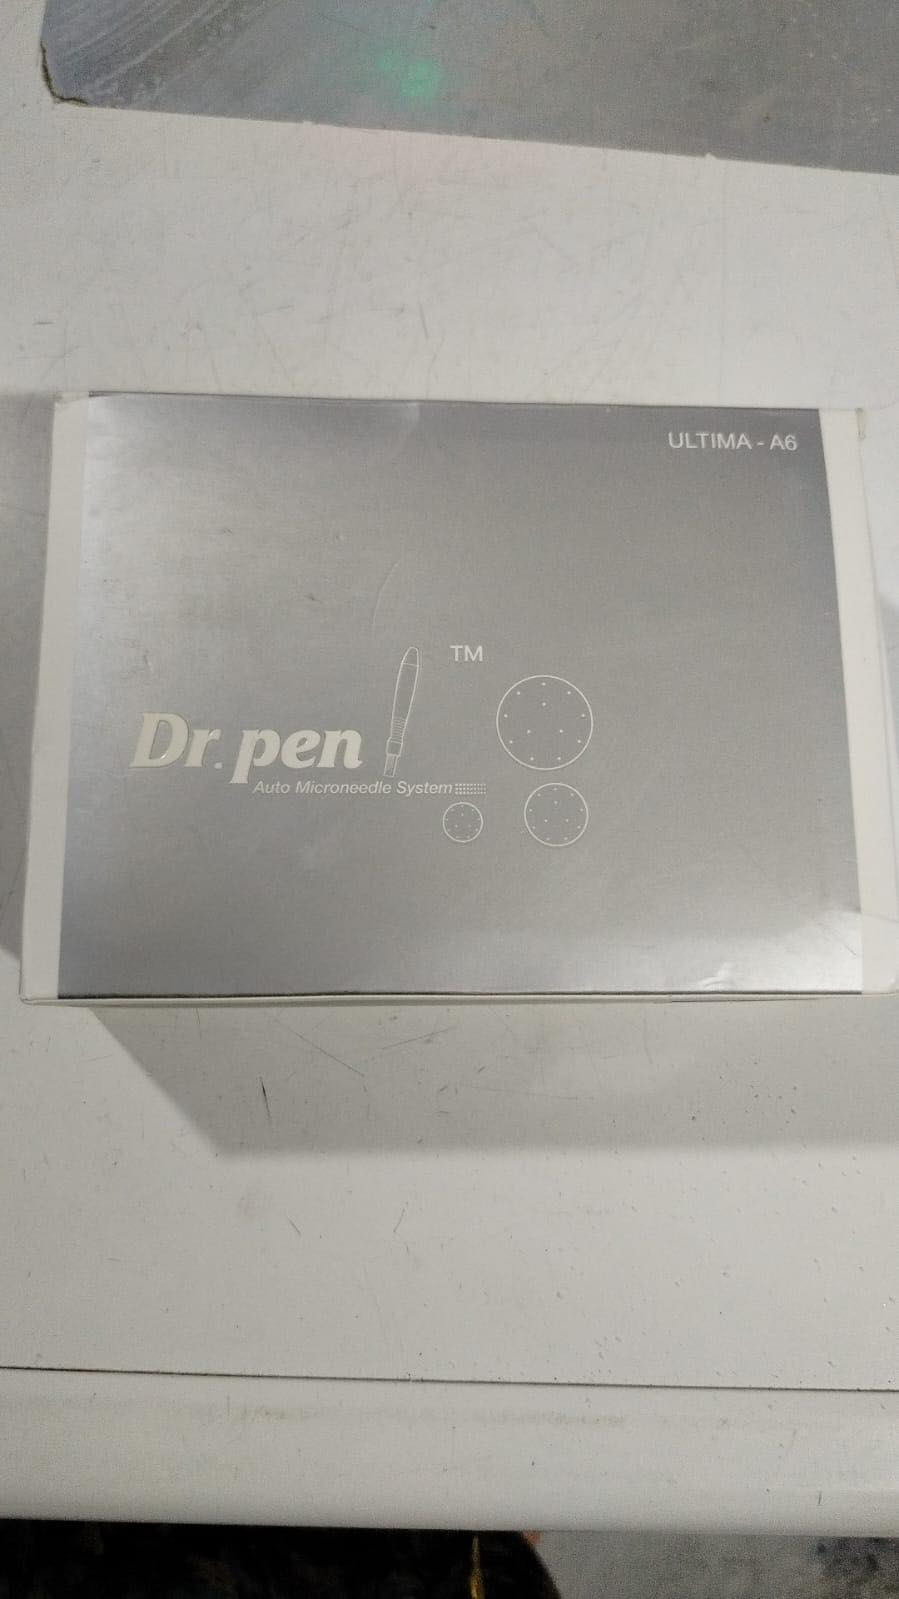 ULTIMA - A6
TM
Dr. pen
Auto Microneedle System